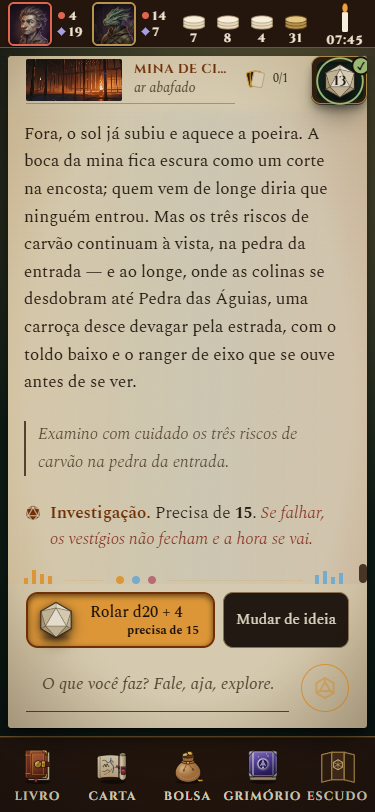 4
19
14
7
7
8
4
31
07:45
MINA DE CI...
ar abafado
0/1
13
Fora, o sol já subiu e aquece a poeira. A
boca da mina fica escura como um corte
na encosta; quem vem de longe diria que
ninguém entrou. Mas os três riscos de
carvão continuam à vista, na pedra da
entrada — e ao longe, onde as colinas se
desdobram até Pedra das Águias, uma
carroça desce devagar pela estrada, com o
toldo baixo e o ranger de eixo que se ouve
antes de se ver.
Examino com cuidado os três riscos de
carvão na pedra da entrada.
Investigação. Precisa de 15. Se falhar,
os vestígios não fecham e a hora se vai.
Rolar d20 + 4
precisa de 15
Mudar de ideia
O que você faz? Fale, aja, explore.
LIVRO
CARTA
BOLSA
GRIMÓRIO
ESCUDO